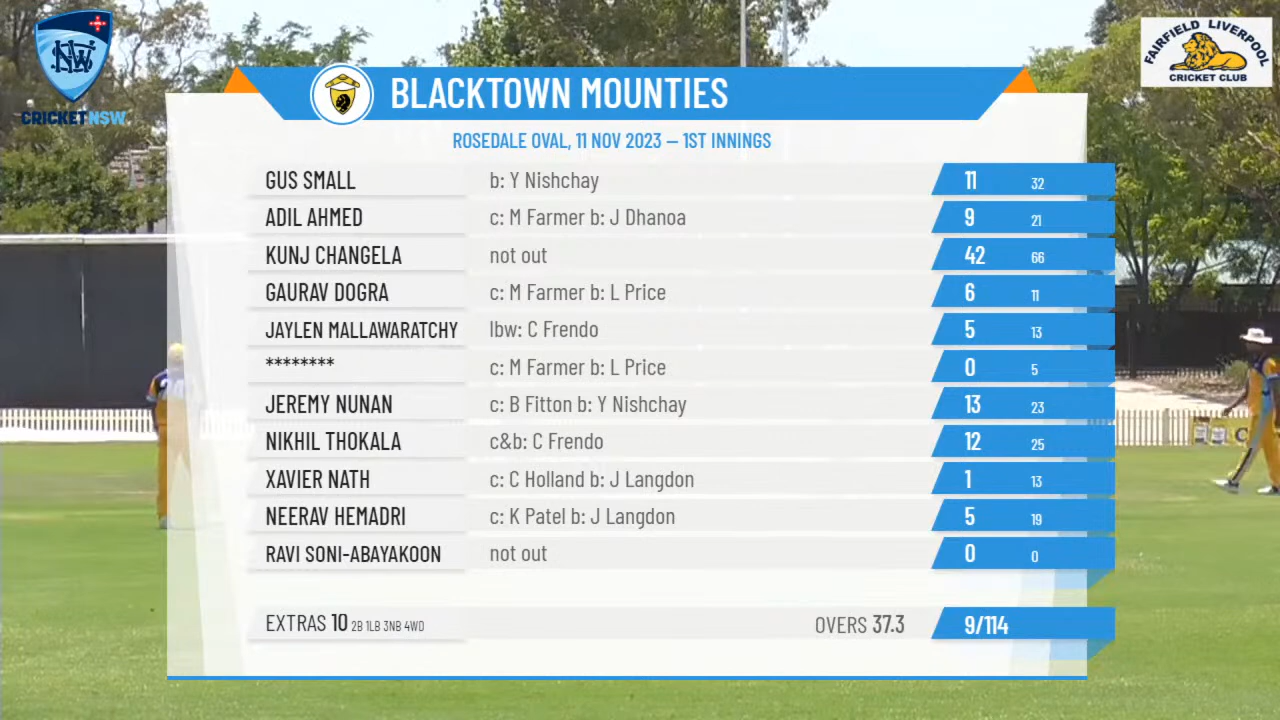 CRICKET NSW
FAIRFIELD LIVERPOOL
CRICKET CLUB
BLACKTOWN MOUNTIES
ROSEDALE OVAL, 11 NOV 2023 – 1ST INNINGS
GUS SMALL b: Y Nishchay 11 32
ADIL AHMED c: M Farmer b: J Dhanoa 9 21
KUNJ CHANGELA not out 42 66
GAURAV DOGRA c: M Farmer b: L Price 6 11
JAYLEN MALLAWARATCHY lbw: C Frendo 5 13
******** c: M Farmer b: L Price 0 5
JEREMY NUNAN c: B Fitton b: Y Nishchay 13 23
NIKHIL THOKALA c&b: C Frendo 12 25
XAVIER NATH c: C Holland b: J Langdon 1 13
NEERAV HEMADRI c: K Patel b: J Langdon 5 19
RAVI SONI-ABAYAKOON not out 0 0
EXTRAS 10 2B 1LB 3NB 4WD OVERS 37.3 9/114